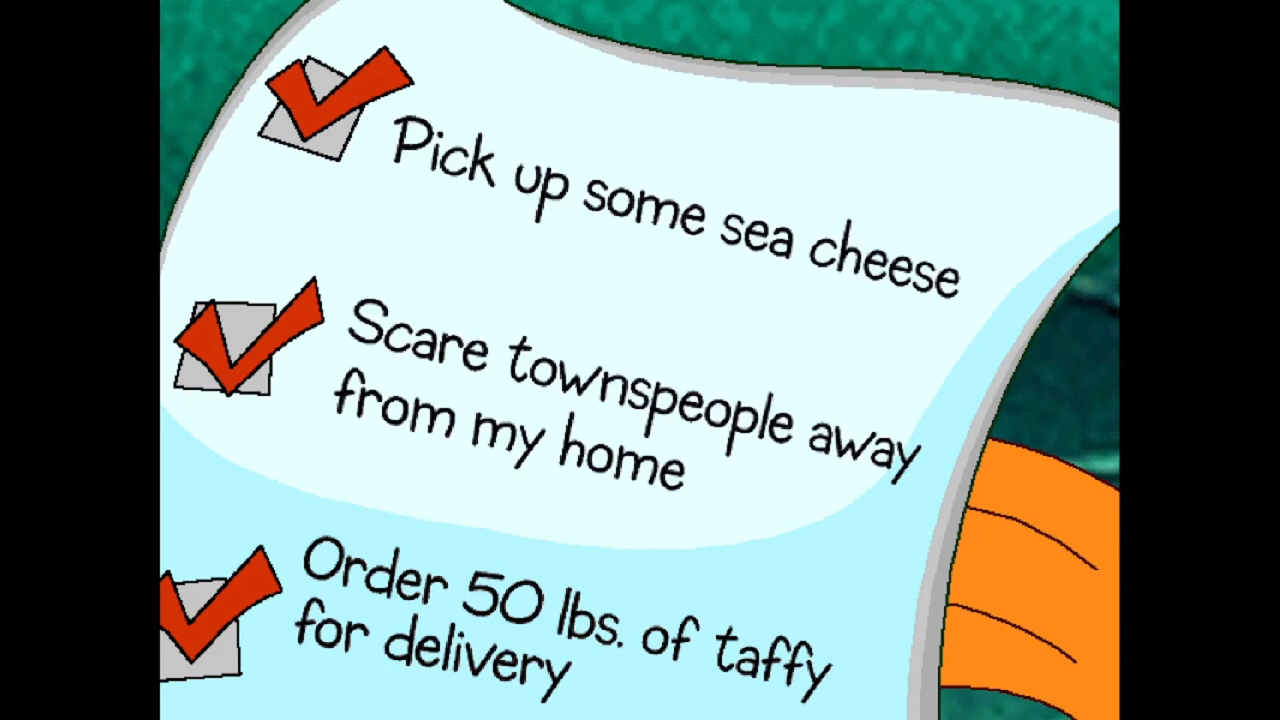 Pick up some sea cheese
Scare townspeople away
from my home
Order 50 lbs. of taffy
for delivery